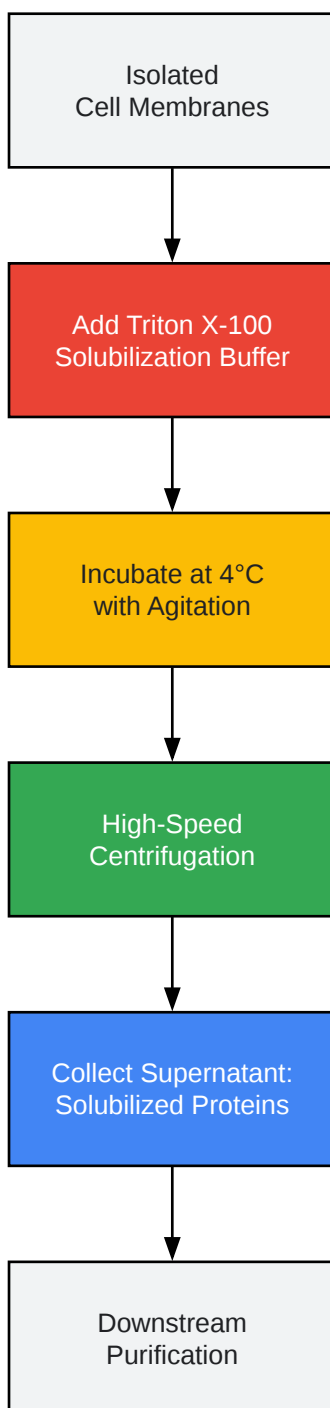 Isolated
Cell Membranes
Add Triton X-100
Solubilization Buffer
Incubate at 4°C
with Agitation
High-Speed
Centrifugation
Collect Supernatant:
Solubilized Proteins
Downstream
Purification